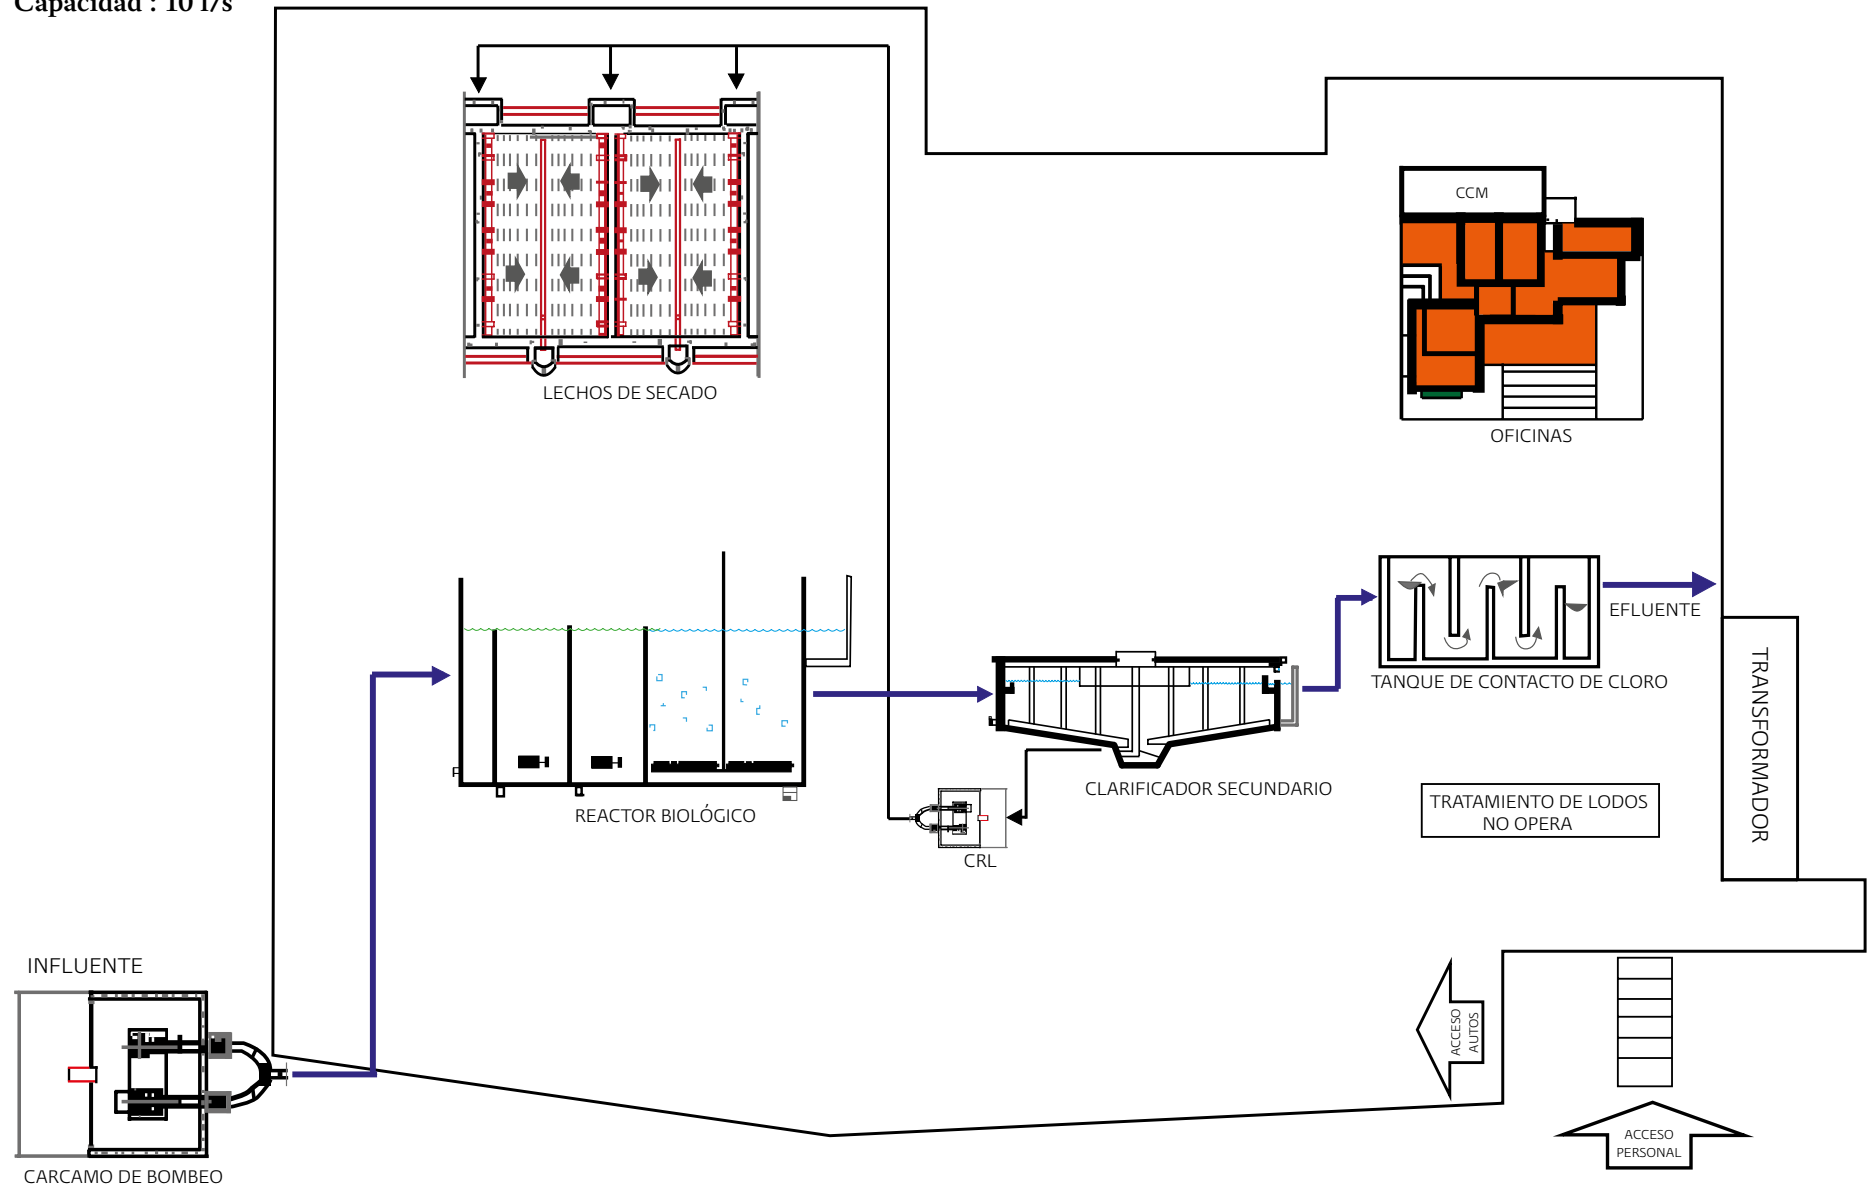 Capacidad : 10 l/s
CCM
LECHOS DE SECADO
OFICINAS
EFLUENTE
TANQUE DE CONTACTO DE CLORO
TRANSFORMADOR
CLARIFICADOR SECUNDARIO
TRATAMIENTO DE LODOS
NO OPERA
REACTOR BIOLÓGICO
CRL
INFLUENTE
ACCESO
AUTOS
ACCESO
PERSONAL
CARCAMO DE BOMBEO